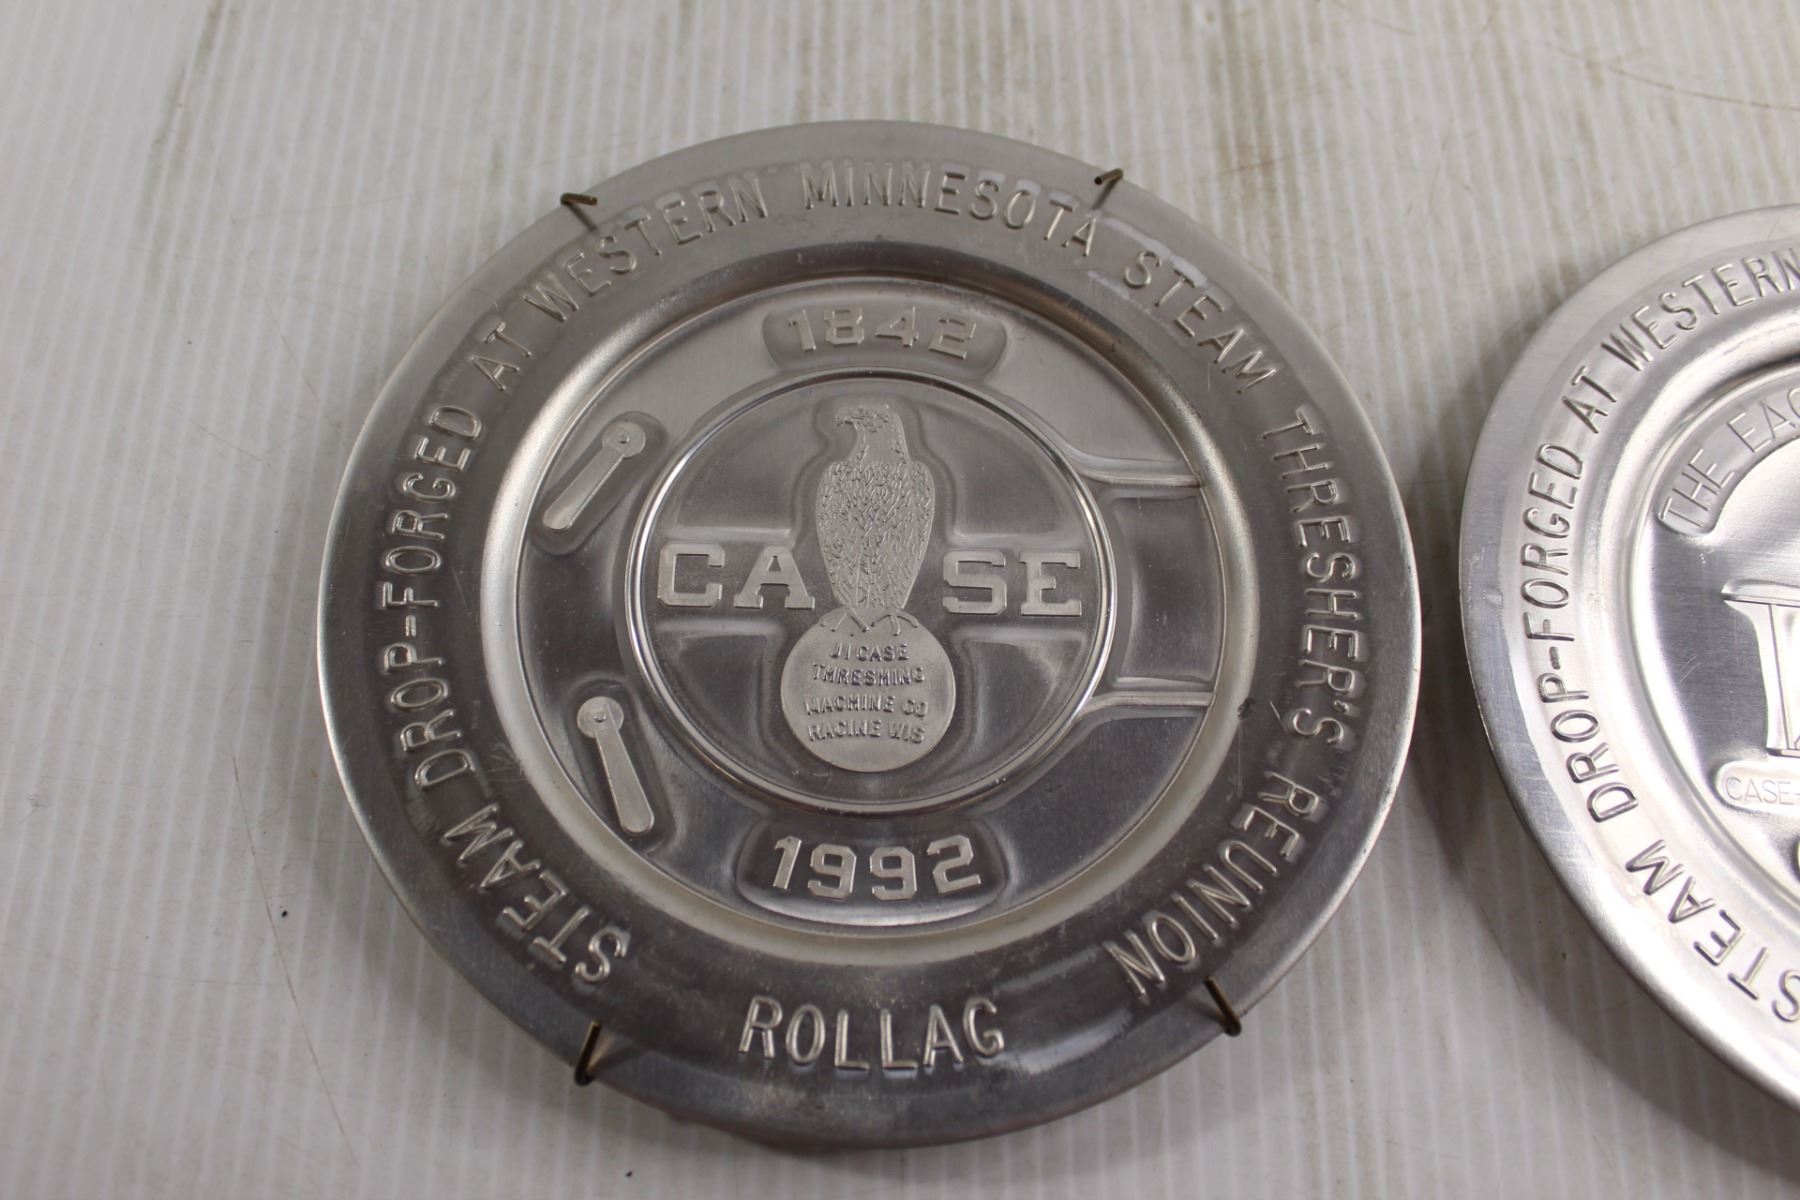 STEAM DROP-FORGED AT WESTERN MINNESOTA STEAM THRESHER'S REUNION
ROLLAG
1842
CASE
JI CASE
THRESHING
MACHINE CO
RACINE WIS
1992
STEAM DROP-FORGED AT WESTERN
THE
CASE-